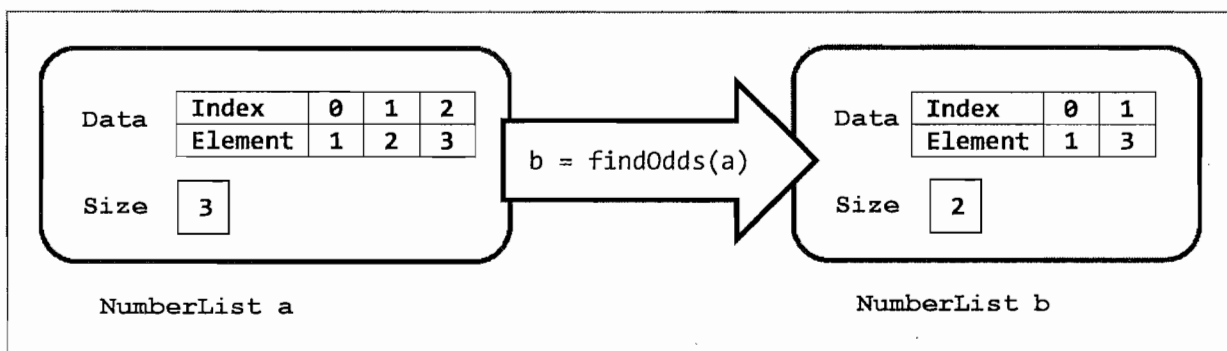 Data
Index 0 1 2
Element 1 2 3
Size 3
NumberList a
b = findOdds(a)
Data
Index 0 1
Element 1 3
Size 2
NumberList b